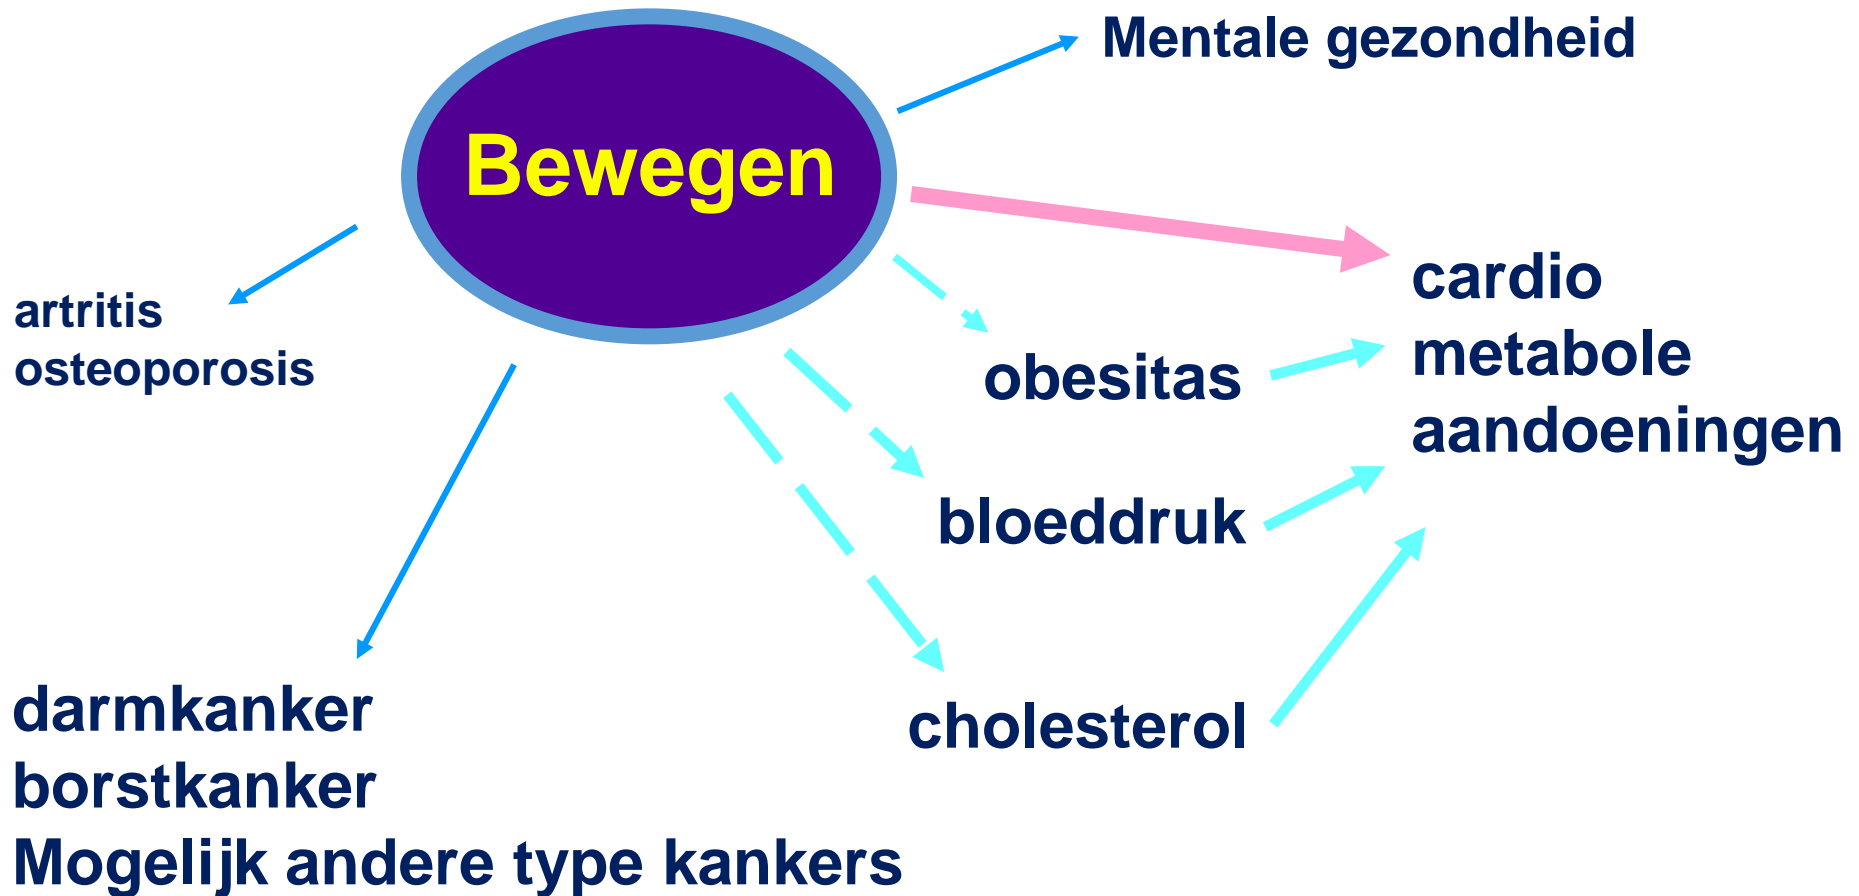 Mentale gezondheid
Bewegen
cardio
metabole
aandoeningen
artritis
osteoporosis
obesitas
bloeddruk
cholesterol
darmkanker
borstkanker
Mogelijk andere type kankers